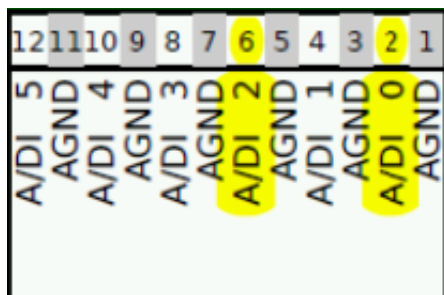 12 11 10 9 8 7 6 5 4 3 2 1
A/DI 5
AGND
A/DI 4
AGND
A/DI 3
AGND
A/DI 2
AGND
A/DI 1
AGND
A/DI 0
AGND